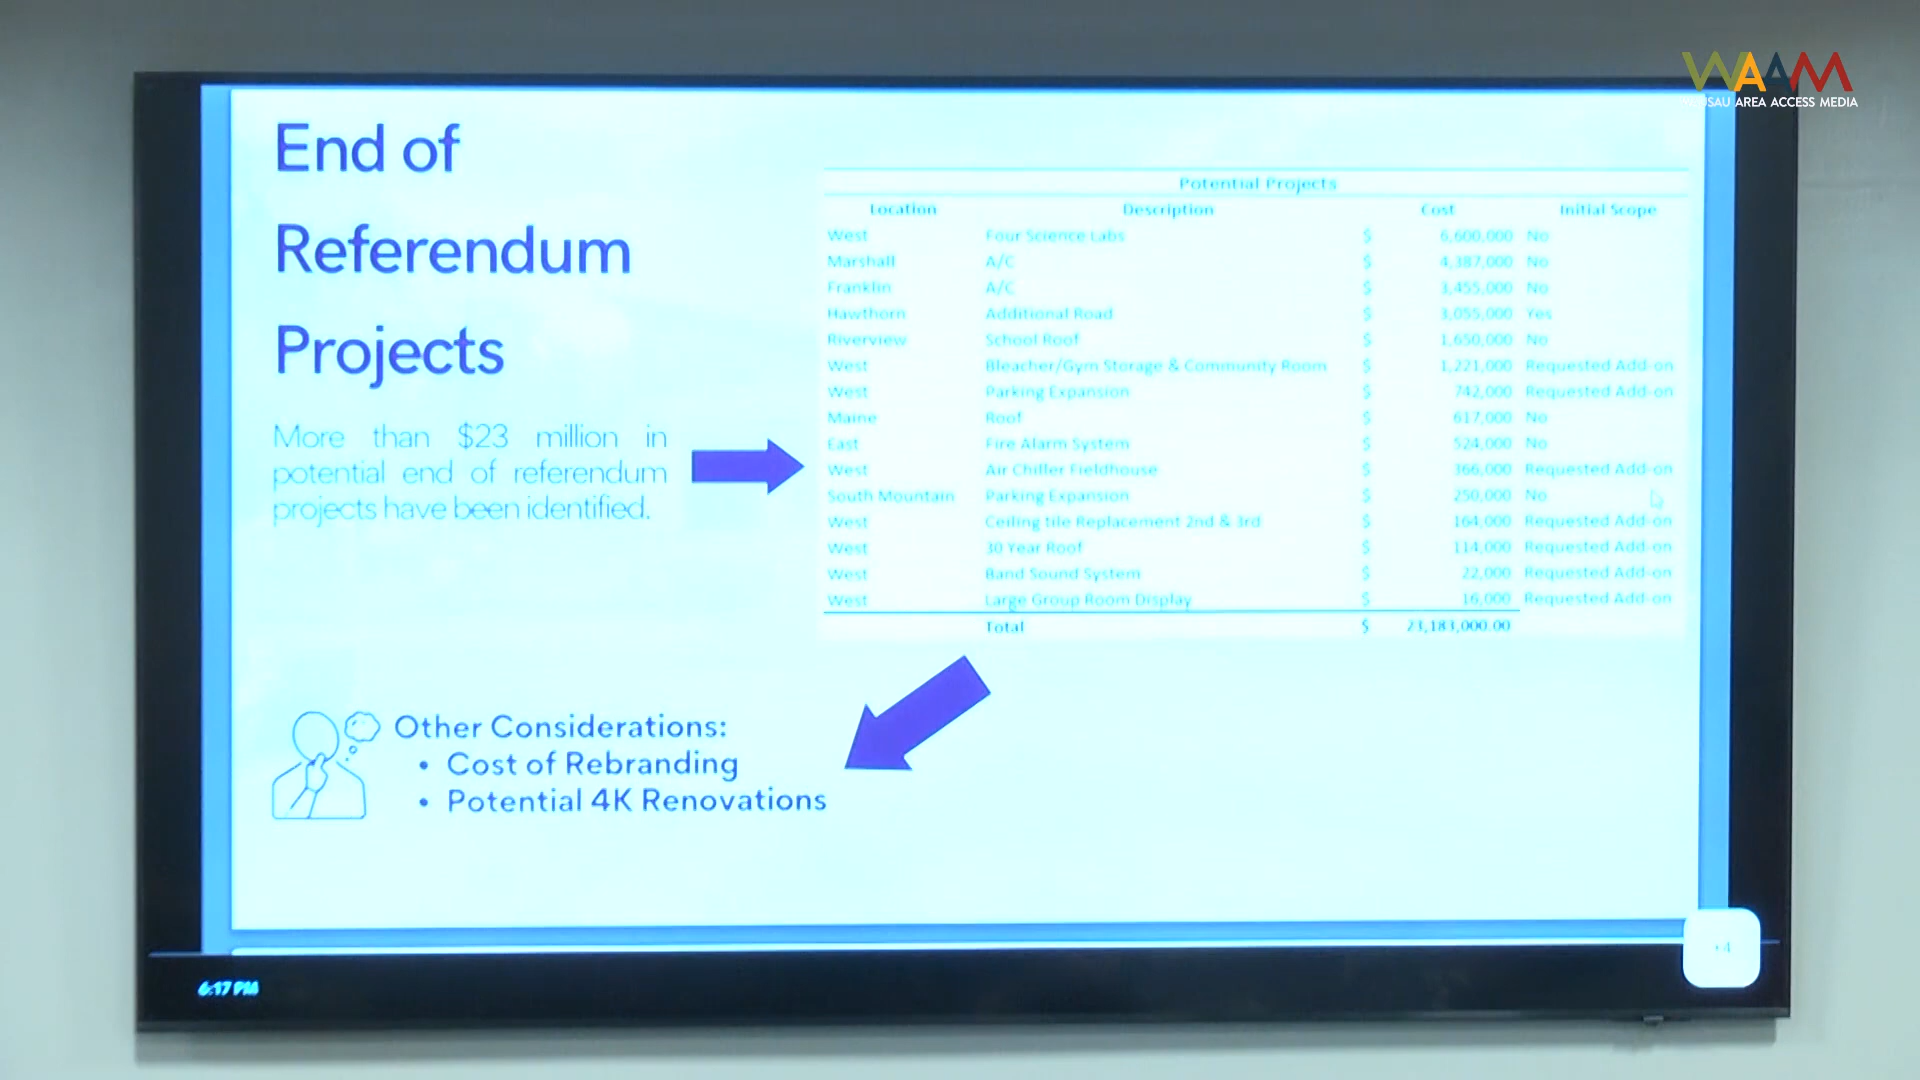 WAAM
WAUSAU AREA ACCESS MEDIA
End of
Referendum
Projects
More than $23 million in
potential end of referendum
projects have been identified.
Potential Projects
Location Description Cost Initial Scope
West Four Science Labs $ 6,600,000 No
Marshall A/C $ 4,387,000 No
Franklin A/C $ 3,455,000 No
Hawthorn Additional Road $ 3,055,000 Yes
Riverview School Roof $ 1,650,000 No
West Bleacher/Gym Storage & Community Room $ 1,221,000 Requested Add-on
West Parking Expansion $ 742,000 Requested Add-on
Maine Roof $ 617,000 No
East Fire Alarm System $ 524,000 No
West Air Chiller Fieldhouse $ 366,000 Requested Add-on
South Mountain Parking Expansion $ 250,000 No
West Ceiling tile Replacement 2nd & 3rd $ 164,000 Requested Add-on
West 30 Year Roof $ 114,000 Requested Add-on
West Band Sound System $ 22,000 Requested Add-on
West Large Group Room Display $ 16,000 Requested Add-on
Total $ 23,183,000.00
Other Considerations:
• Cost of Rebranding
• Potential 4K Renovations
+4
6:17 PM